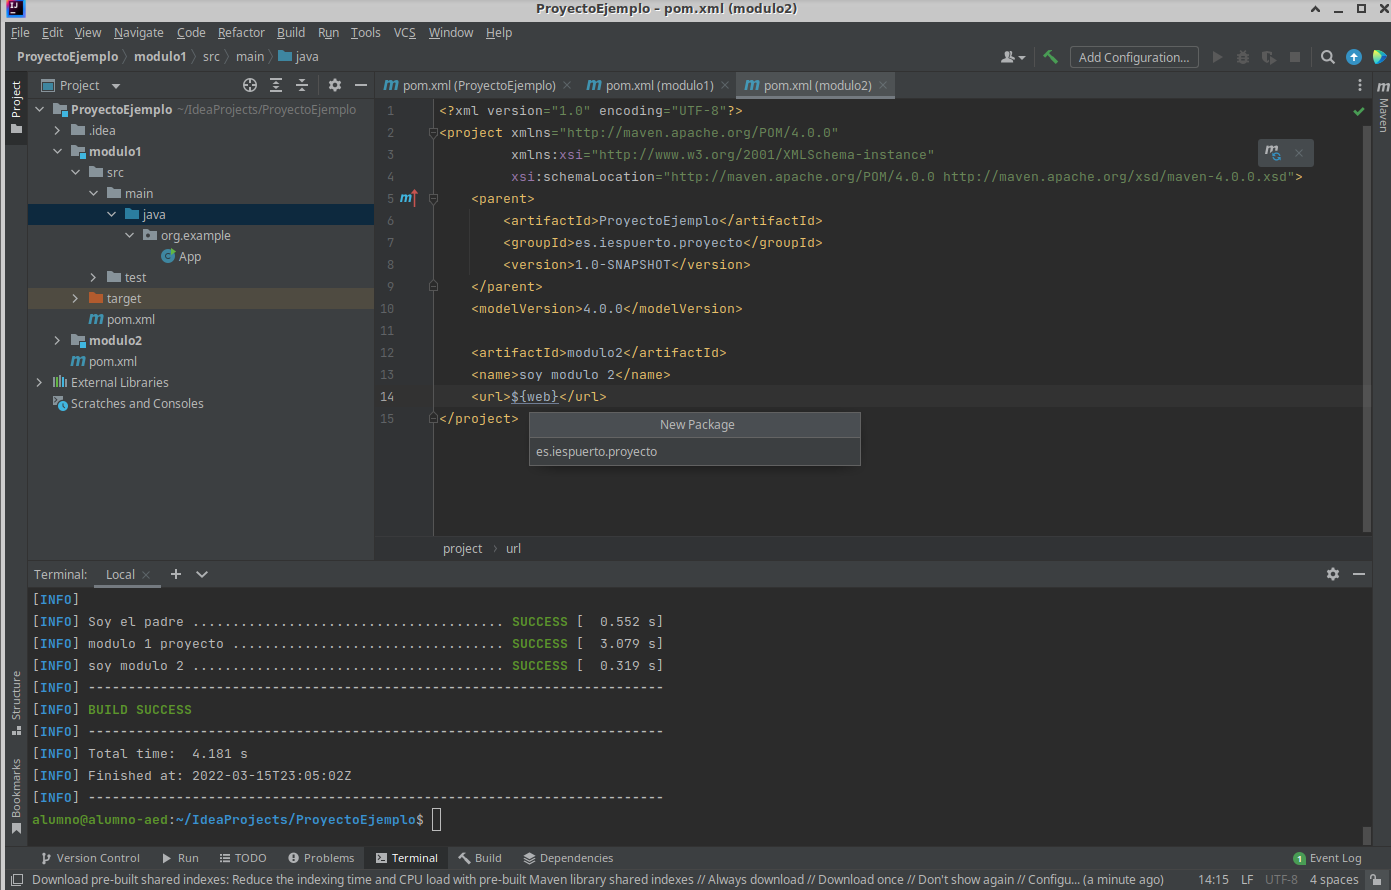 ProyectoEjemplo – pom.xml (modulo2)
File Edit View Navigate Code Refactor Build Run Tools VCS Window Help
ProyectoEjemplo modulo1 src main java
Add Configuration...
Project
pom.xml (ProyectoEjemplo) pom.xml (modulo1) pom.xml (modulo2)
Project
Maven
ProyectoEjemplo ~/IdeaProjects/ProyectoEjemplo
.idea
modulo1
src
main
java
org.example
App
test
target
pom.xml
modulo2
pom.xml
External Libraries
Scratches and Consoles
1 <?xml version="1.0" encoding="UTF-8"?>
2 <project xmlns="http://maven.apache.org/POM/4.0.0"
3 xmlns:xsi="http://www.w3.org/2001/XMLSchema-instance"
4 xsi:schemaLocation="http://maven.apache.org/POM/4.0.0 http://maven.apache.org/xsd/maven-4.0.0.xsd">
5 <parent>
6 <artifactId>ProyectoEjemplo</artifactId>
7 <groupId>es.iespuerto.proyecto</groupId>
8 <version>1.0-SNAPSHOT</version>
9 </parent>
10 <modelVersion>4.0.0</modelVersion>
11
12 <artifactId>modulo2</artifactId>
13 <name>soy modulo 2</name>
14 <url>${web}</url>
15 </project>
New Package
es.iespuerto.proyecto
project url
Terminal: Local
[INFO]
[INFO] Soy el padre ....................................... SUCCESS [  0.552 s]
[INFO] modulo 1 proyecto .................................. SUCCESS [  3.079 s]
[INFO] soy modulo 2 ....................................... SUCCESS [  0.319 s]
[INFO] ------------------------------------------------------------------------
[INFO] BUILD SUCCESS
[INFO] ------------------------------------------------------------------------
[INFO] Total time:  4.181 s
[INFO] Finished at: 2022-03-15T23:05:02Z
[INFO] ------------------------------------------------------------------------
alumno@alumno-aed:~/IdeaProjects/ProyectoEjemplo$
Structure
Bookmarks
Version Control Run TODO Problems Terminal Build Dependencies 1 Event Log
Download pre-built shared indexes: Reduce the indexing time and CPU load with pre-built Maven library shared indexes // Always download // Download once // Don't show again // Configu... (a minute ago) 14:15 LF UTF-8 4 spaces